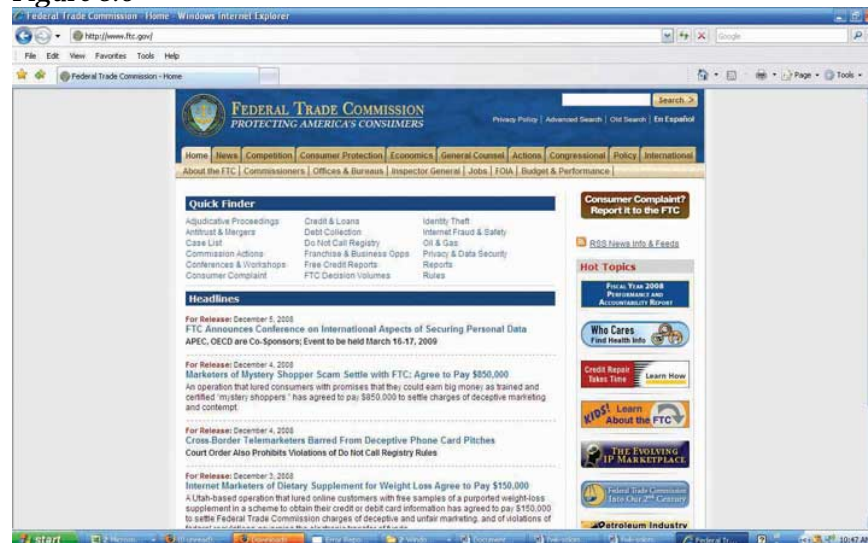 Federal Trade Commission - Home - Windows Internet Explorer
http://www.ftc.gov/
Google
File Edit View Favorites Tools Help
Federal Trade Commission - Home
Page Tools
FEDERAL TRADE COMMISSION
PROTECTING AMERICA'S CONSUMERS
Search >
Privacy Policy | Advanced Search | Old Search | En Español
Home News Competition Consumer Protection Economics General Counsel Actions Congressional Policy International
About the FTC | Commissioners | Offices & Bureaus | Inspector General | Jobs | FOIA | Budget & Performance |
Quick Finder
Adjudicative Proceedings Credit & Loans Identity Theft
Antitrust & Mergers Debt Collection Internet Fraud & Safety
Case List Do Not Call Registry Oil & Gas
Commission Actions Franchise & Business Opps Privacy & Data Security
Conferences & Workshops Free Credit Reports Reports
Consumer Complaint FTC Decision Volumes Rules
Headlines
For Release: December 5, 2008
FTC Announces Conference on International Aspects of Securing Personal Data
APEC, OECD are Co-Sponsors; Event to be held March 16-17, 2009
For Release: December 4, 2008
Marketers of Mystery Shopper Scam Settle with FTC; Agree to Pay $850,000
An operation that lured consumers with promises that they could earn big money as trained and
certified "mystery shoppers" has agreed to pay $850,000 to settle charges of deceptive marketing
and contempt.
For Release: December 4, 2008
Cross-Border Telemarketers Barred From Deceptive Phone Card Pitches
Court Order Also Prohibits Violations of Do Not Call Registry Rules
For Release: December 3, 2008
Internet Marketers of Dietary Supplement for Weight Loss Agree to Pay $150,000
A Utah-based operation that lured online customers with free samples of a purported weight-loss
supplement in a scheme to obtain their credit or debit card information has agreed to pay $150,000
to settle Federal Trade Commission charges of deceptive and unfair marketing, and of violations of
Consumer Complaint?
Report it to the FTC
RSS News Info & Feeds
Hot Topics
FISCAL YEAR 2008
PERFORMANCE AND
ACCOUNTABILITY REPORT
Who Cares
Find Health Info
Credit Repair
Takes Time
Learn How
KIDS! Learn
About the FTC
THE EVOLVING
IP MARKETPLACE
Federal Trade Commission
Into Our 2nd Century
Petroleum Industry
start
10:47 AM